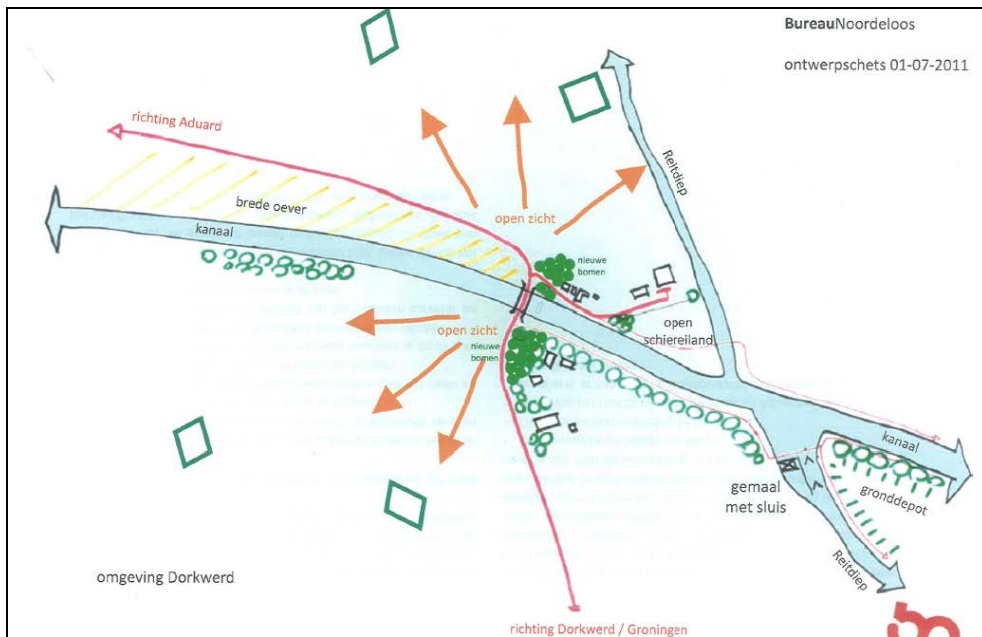 BureauNoordeloos
ontwerpschets 01-07-2011
richting Aduard
Reitdiep
brede oever
open zicht
kanaal
nieuwe
bomen
open zicht
nieuwe
bomen
open
schiereiland
kanaal
gronddepot
gemaal
met sluis
Reitdiep
omgeving Dorkwerd
richting Dorkwerd / Groningen